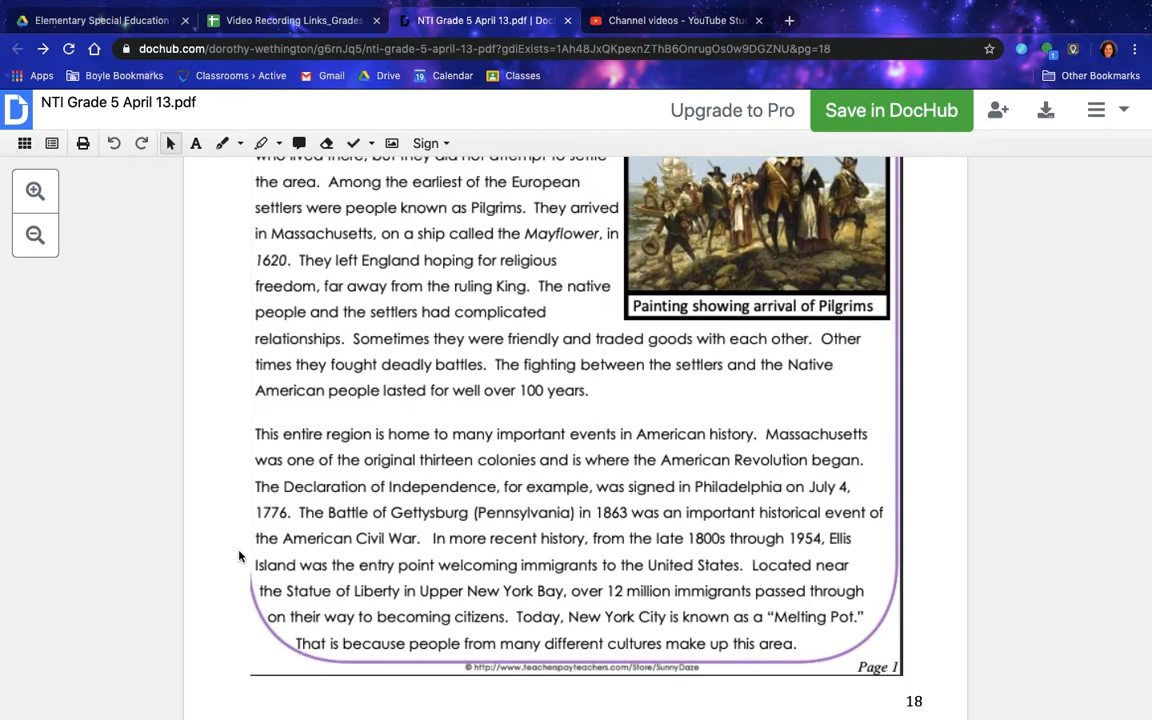 Elementary Special Education
Video Recording Links_Grades
NTI Grade 5 April 13.pdf | Doc
Channel videos - YouTube Stu
dochub.com/dorothy-wethington/g6rnJq5/nti-grade-5-april-13-pdf?gdiExists=1Ah48JxQKpexnZThB6OnrugOs0w9DGZNU&pg=18
Apps Boyle Bookmarks Classrooms > Active Gmail Drive 19 Calendar Classes Other Bookmarks
NTI Grade 5 April 13.pdf
Upgrade to Pro Save in DocHub
A Sign
who lived there, but they did not attempt to settle
the area. Among the earliest of the European
settlers were people known as Pilgrims. They arrived
in Massachusetts, on a ship called the Mayflower, in
1620. They left England hoping for religious
freedom, far away from the ruling King. The native
people and the settlers had complicated
Painting showing arrival of Pilgrims
relationships. Sometimes they were friendly and traded goods with each other. Other
times they fought deadly battles. The fighting between the settlers and the Native
American people lasted for well over 100 years.
This entire region is home to many important events in American history. Massachusetts
was one of the original thirteen colonies and is where the American Revolution began.
The Declaration of Independence, for example, was signed in Philadelphia on July 4,
1776. The Battle of Gettysburg (Pennsylvania) in 1863 was an important historical event of
the American Civil War. In more recent history, from the late 1800s through 1954, Ellis
Island was the entry point welcoming immigrants to the United States. Located near
the Statue of Liberty in Upper New York Bay, over 12 million immigrants passed through
on their way to becoming citizens. Today, New York City is known as a “Melting Pot.”
That is because people from many different cultures make up this area.
© http://www.teacherspayteachers.com/Store/SunnyDaze
Page 1
18